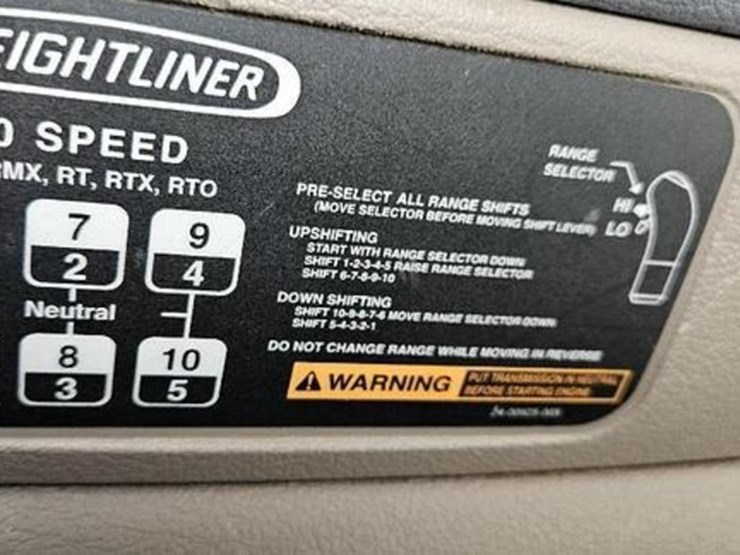 EIGHTLINER
0 SPEED
MX, RT, RTX, RTO
7
2
9
4
Neutral
8
3
10
5
PRE-SELECT ALL RANGE SHIFTS
(MOVE SELECTOR BEFORE MOVING SHIFT LEVER)
UPSHIFTING
START WITH RANGE SELECTOR DOWN
SHIFT 1-2-3-4-5 RAISE RANGE SELECTOR
SHIFT 6-7-8-9-10
DOWN SHIFTING
SHIFT 10-9-8-7-6 MOVE RANGE SELECTOR DOWN
SHIFT 5-4-3-2-1
DO NOT CHANGE RANGE WHILE MOVING IN REVERSE
WARNING
PUT TRANSMISSION IN NEUTRAL
BEFORE STARTING ENGINE
RANGE
SELECTOR
HI
LO